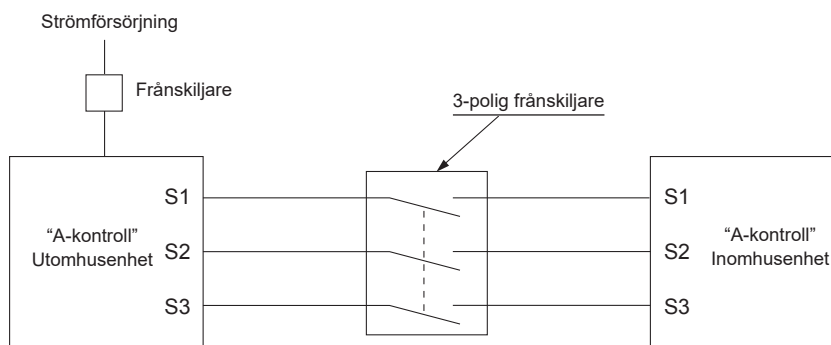 Strömförsörjning
Frånskiljare
3-polig frånskiljare
“A-kontroll”
Utomhusenhet
S1
S2
S3
S1
S2
S3
“A-kontroll”
Inomhusenhet